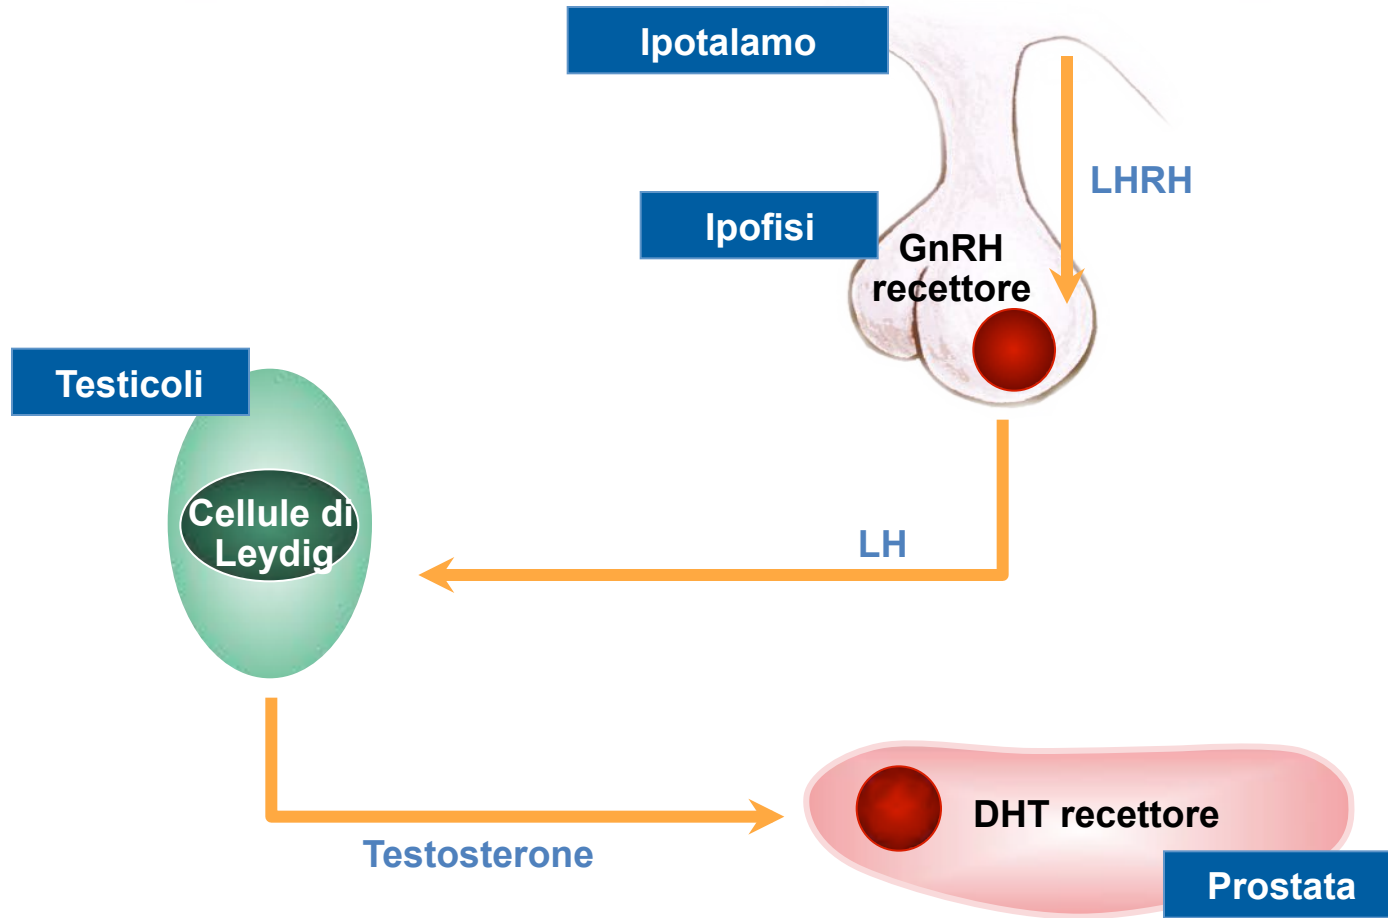 Ipotalamo
LHRH
Ipofisi
GnRH
recettore
Testicoli
Cellule di
Leydig
LH
Testosterone
DHT recettore
Prostata